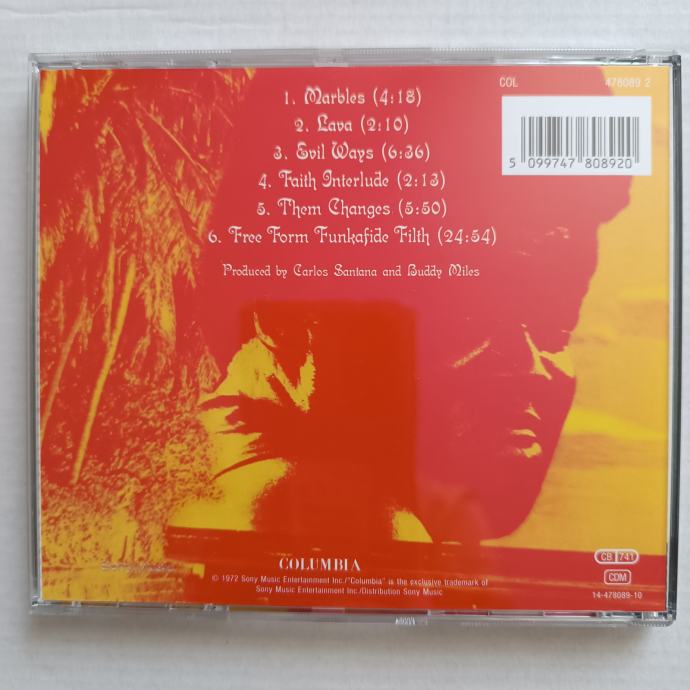 COL 478089 2
1. Marbles (4:18)
2. Lava (2:10)
3. Evil Ways (6:36)
4. Faith Interlude (2:13)
5. Them Changes (5:50)
6. Free Form Funkafide Filth (24:54)
Produced by Carlos Santana and Buddy Miles
5 099747 808920
COLUMBIA
© 1972 Sony Music Entertainment Inc./"Columbia" is the exclusive trademark of
Sony Music Entertainment Inc./Distribution Sony Music
CB 741
CDM
14-478089-10